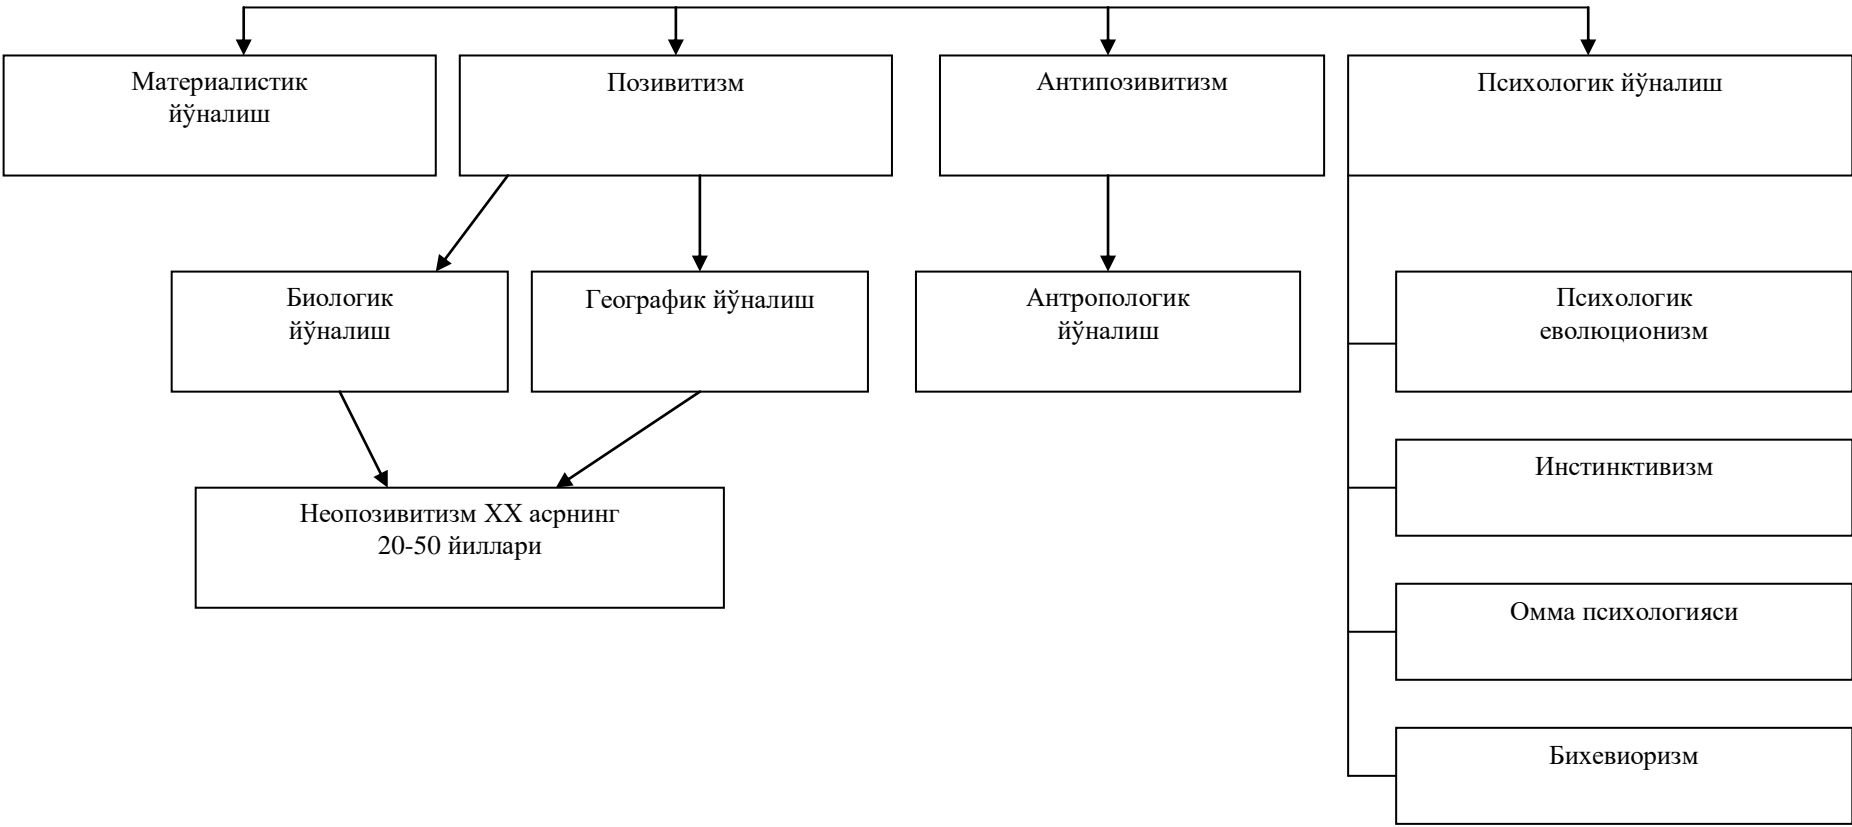 Материалистик
йўналиш
Позивитизм
Антипозивитизм
Психологик йўналиш
Биологик
йўналиш
Географик йўналиш
Антропологик
йўналиш
Психологик
еволюционизм
Инстинктивизм
Неопозивитизм ХХ асрнинг
20-50 йиллари
Омма психологияси
Бихевиоризм